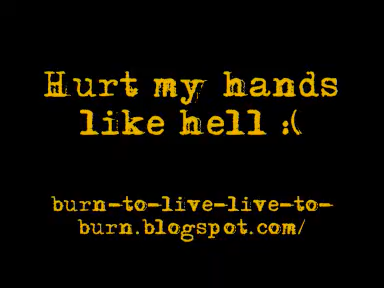 Hurt my hands
like hell :(
burn-to-live-live-to-
burn.blogspot.com/